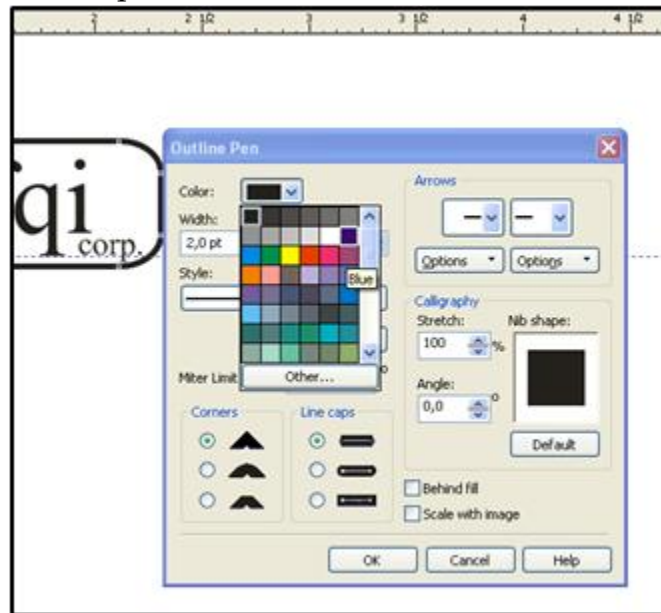 2 2 1/2 3 3 1/2 4 4 1/2
Outline Pen
qi
corp.
Color:
Width:
2,0 pt
Style:
Blue
Other...
Miter Limit
Corners
Line caps
Arrows
Options Options
Calligraphy
Stretch: Nib shape:
100 %
Angle:
0,0 °
Default
Behind fill
Scale with image
OK Cancel Help